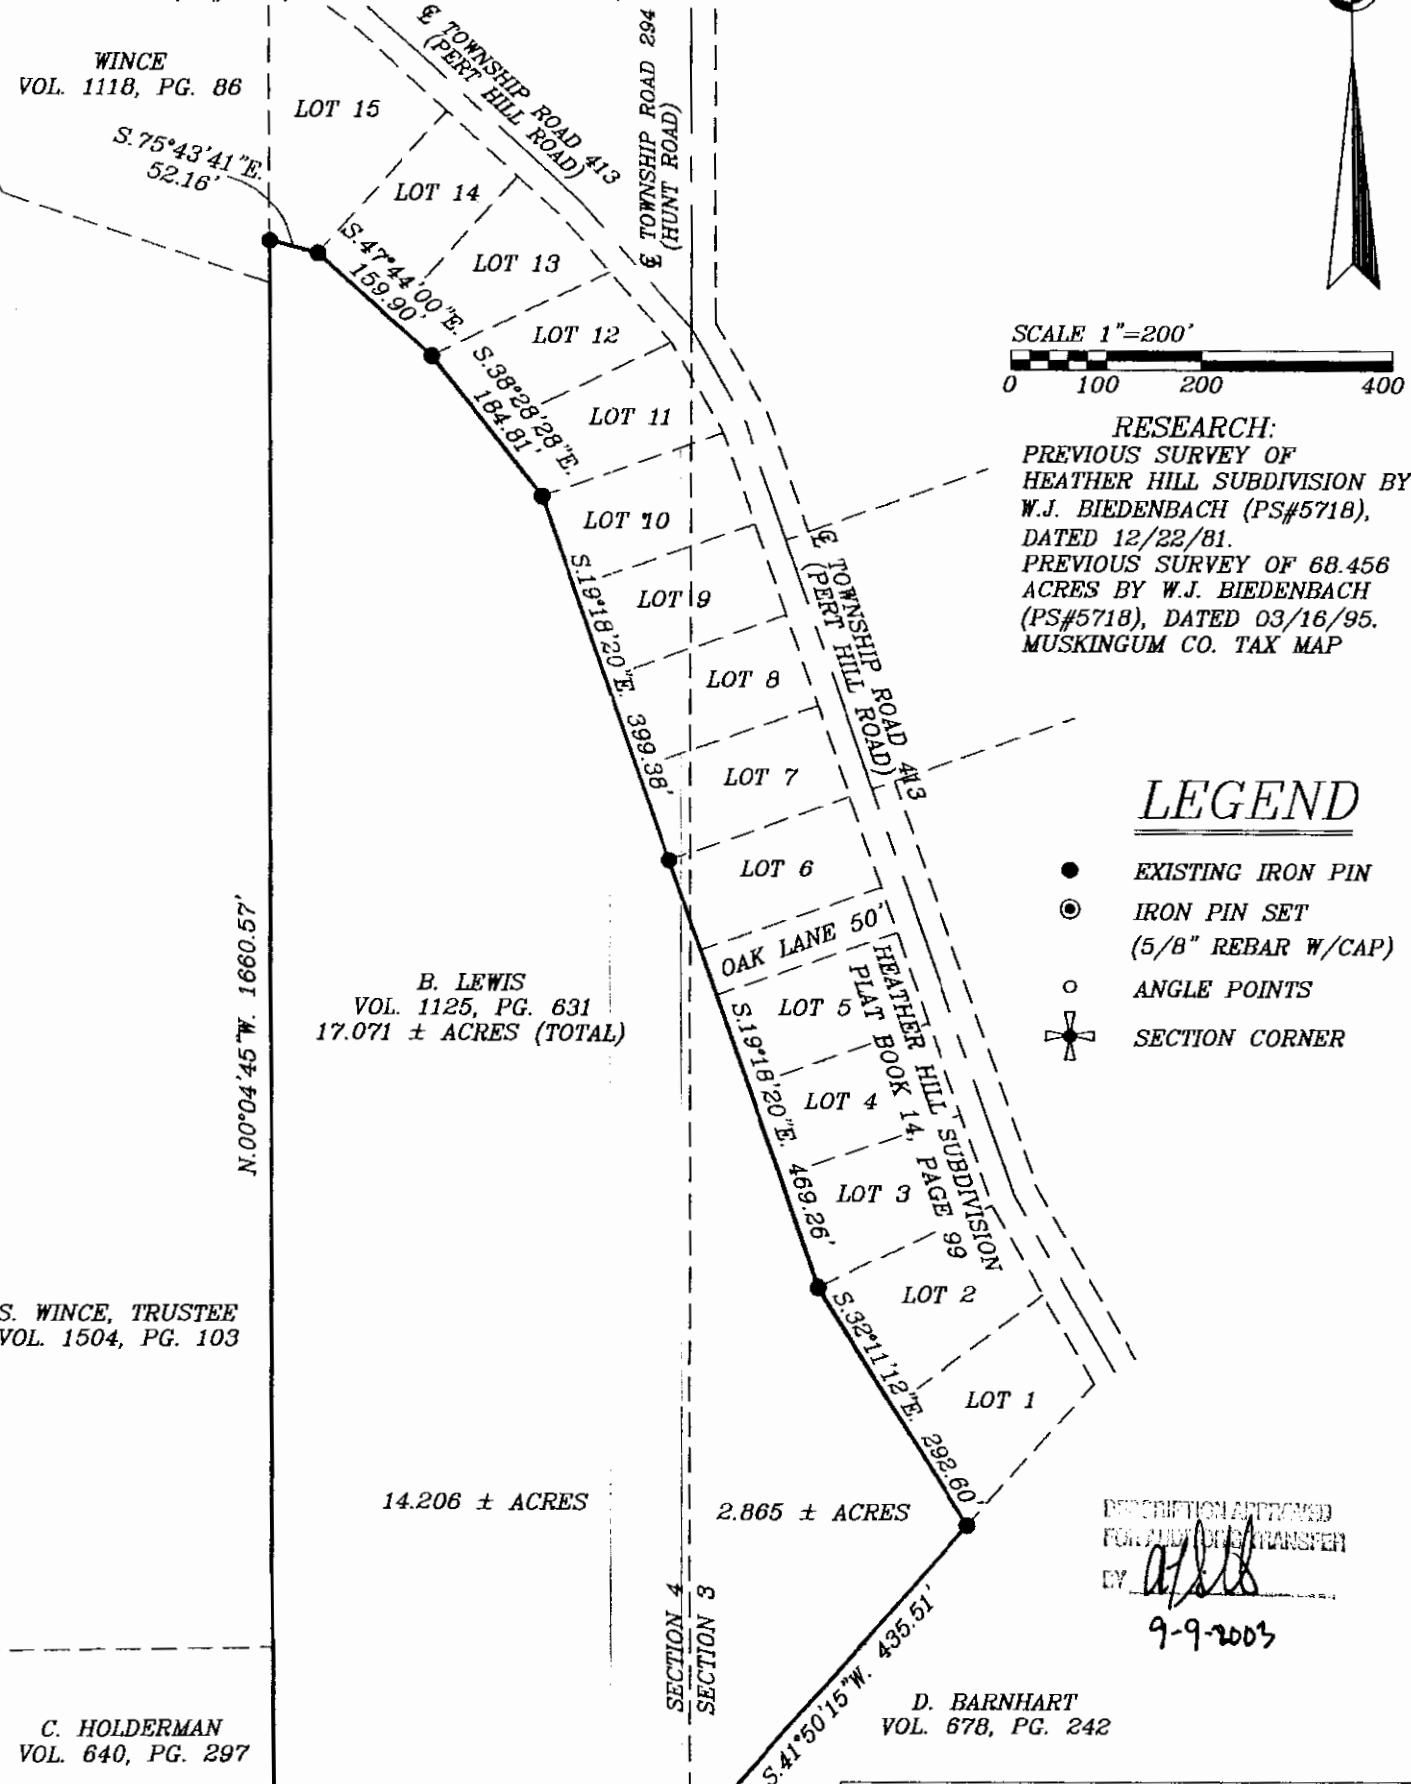 WINCE
VOL. 1118, PG. 86
S.75°43'41"E.
52.16'
LOT 15
℄ TOWNSHIP ROAD 413
(PERT HILL ROAD)
℄ TOWNSHIP ROAD 294
(HUNT ROAD)
LOT 14
S.47°44'00"E.
159.90'
LOT 13
LOT 12
S.38°28'28"E.
184.81'
LOT 11
LOT 10
S.19°18'20"E. 399.38'
LOT 9
LOT 8
LOT 7
LOT 6
℄ TOWNSHIP ROAD 413
(PERT HILL ROAD)
OAK LANE 50'
LOT 5
HEATHER HILL SUBDIVISION
PLAT BOOK 14, PAGE 99
S.19°18'20"E. 469.26'
LOT 4
LOT 3
LOT 2
S.32°11'12"E. 292.60'
LOT 1
SCALE 1"=200'
0 100 200 400
RESEARCH:
PREVIOUS SURVEY OF
HEATHER HILL SUBDIVISION BY
W.J. BIEDENBACH (PS#5718),
DATED 12/22/81.
PREVIOUS SURVEY OF 68.456
ACRES BY W.J. BIEDENBACH
(PS#5718), DATED 03/16/95.
MUSKINGUM CO. TAX MAP
LEGEND
EXISTING IRON PIN
IRON PIN SET
(5/8" REBAR W/CAP)
ANGLE POINTS
SECTION CORNER
N.00°04'45"W. 1660.57'
B. LEWIS
VOL. 1125, PG. 631
17.071 ± ACRES (TOTAL)
S. WINCE, TRUSTEE
VOL. 1504, PG. 103
14.206 ± ACRES
2.865 ± ACRES
SECTION 4
SECTION 3
S.41°50'15"W. 435.51'
DESCRIPTION APPROVED
FOR AUDITORS TRANSFER
BY
9-9-2003
C. HOLDERMAN
VOL. 640, PG. 297
D. BARNHART
VOL. 678, PG. 242